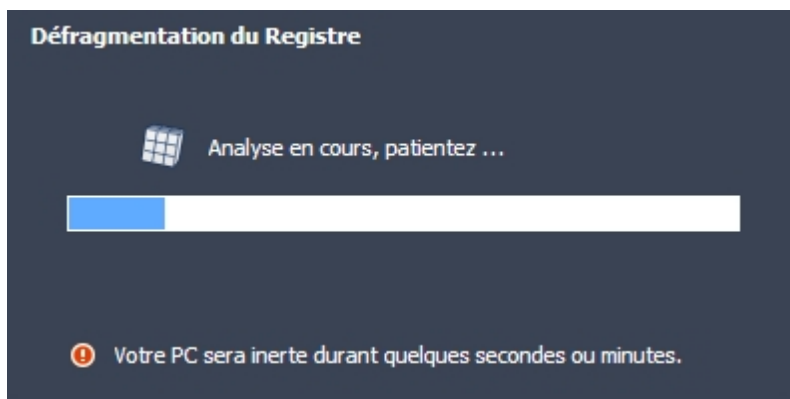 Défragmentation du Registre
Analyse en cours, patientez ...
Votre PC sera inerte durant quelques secondes ou minutes.